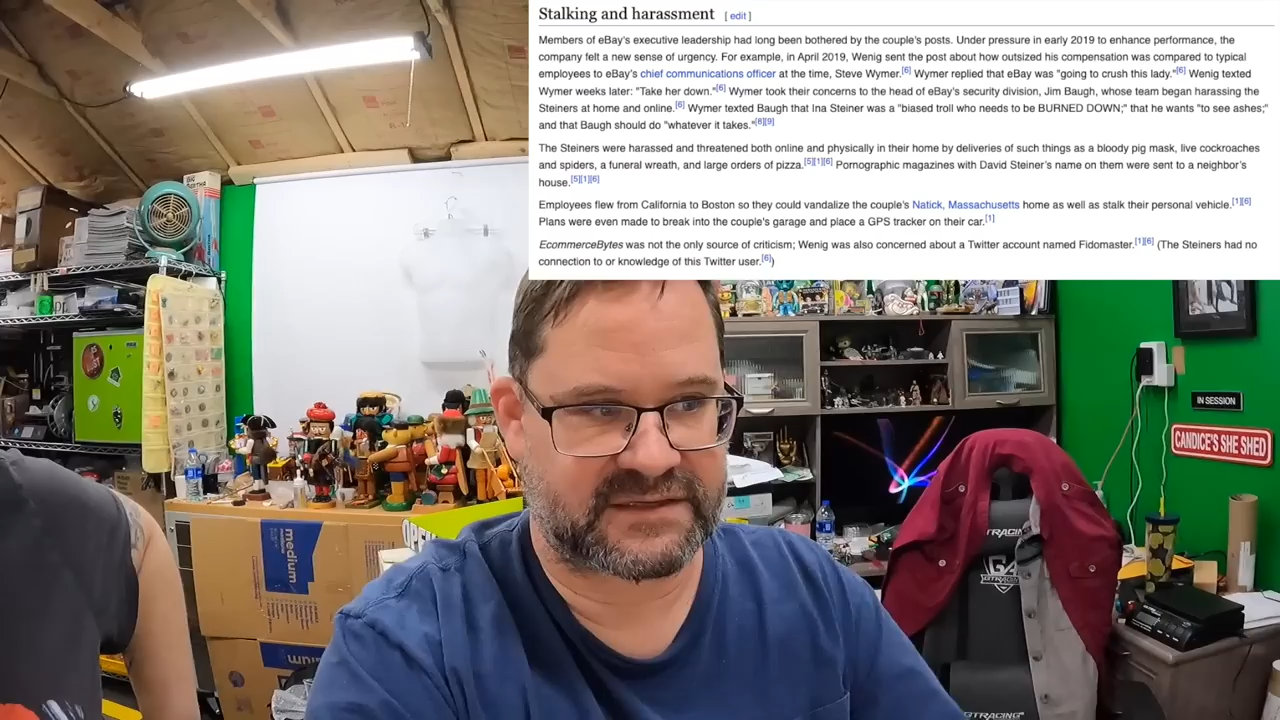 Stalking and harassment [ edit ]
Members of eBay's executive leadership had long been bothered by the couple's posts. Under pressure in early 2019 to enhance performance, the
company felt a new sense of urgency. For example, in April 2019, Wenig sent the post about how outsized his compensation was compared to typical
employees to eBay's chief communications officer at the time, Steve Wymer.[6] Wymer replied that eBay was "going to crush this lady."[6] Wenig texted
Wymer weeks later: "Take her down."[6] Wymer took their concerns to the head of eBay's security division, Jim Baugh, whose team began harassing the
Steiners at home and online.[6] Wymer texted Baugh that Ina Steiner was a "biased troll who needs to be BURNED DOWN;" that he wants "to see ashes;"
and that Baugh should do "whatever it takes."[8][9]
The Steiners were harassed and threatened both online and physically in their home by deliveries of such things as a bloody pig mask, live cockroaches
and spiders, a funeral wreath, and large orders of pizza.[5][1][6] Pornographic magazines with David Steiner's name on them were sent to a neighbor's
house.[5][1][6]
Employees flew from California to Boston so they could vandalize the couple's Natick, Massachusetts home as well as stalk their personal vehicle.[1][6]
Plans were even made to break into the couple's garage and place a GPS tracker on their car.[1]
EcommerceBytes was not the only source of criticism; Wenig was also concerned about a Twitter account named Fidomaster.[1][6] (The Steiners had no
connection to or knowledge of this Twitter user.[6])
BIG
BERTHA
IN SESSION
CANDICE'S SHE SHED
OPE
medium
mediu
GTRACING
GTRACING